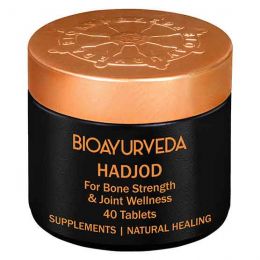 BIOAYURVEDA
HADJOD
For Bone Strength
& Joint Wellness
40 Tablets
SUPPLEMENTS | NATURAL HEALING